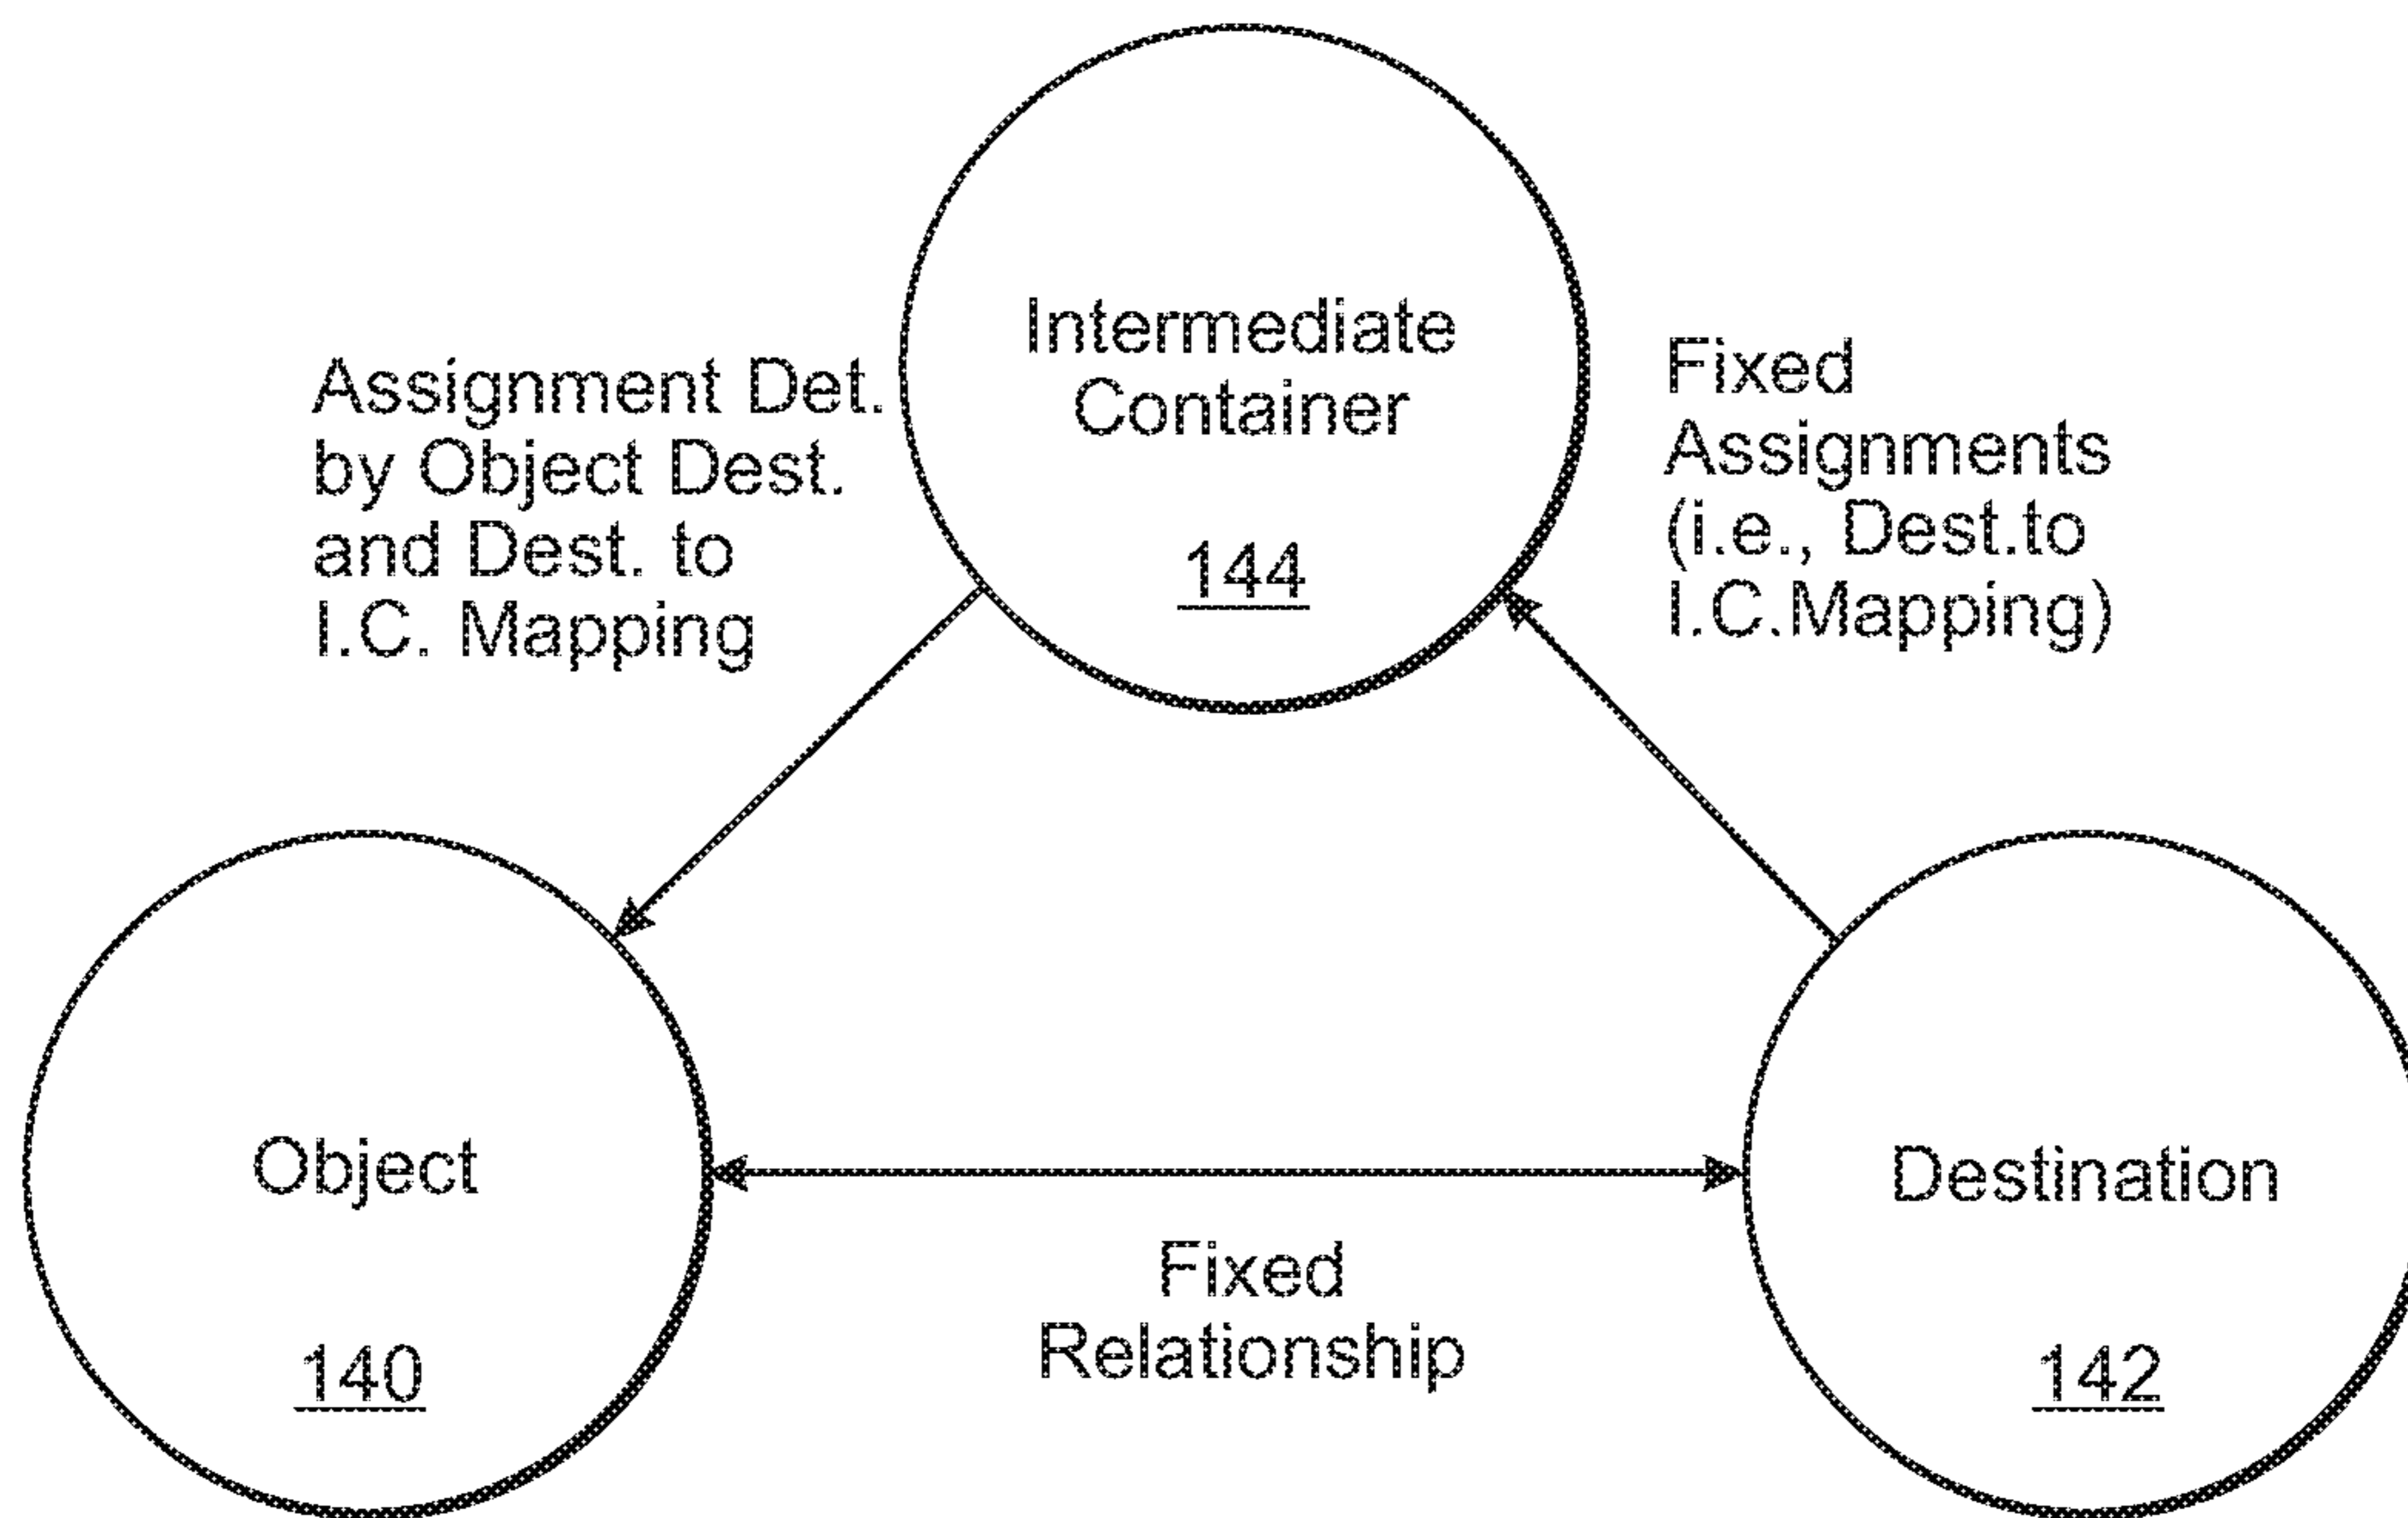 Intermediate
Container
144
Assignment Det.
by Object Dest.
and Dest. to
I.C. Mapping
Fixed
Assignments
(i.e., Dest.to
I.C.Mapping)
Object
140
Fixed
Relationship
Destination
142